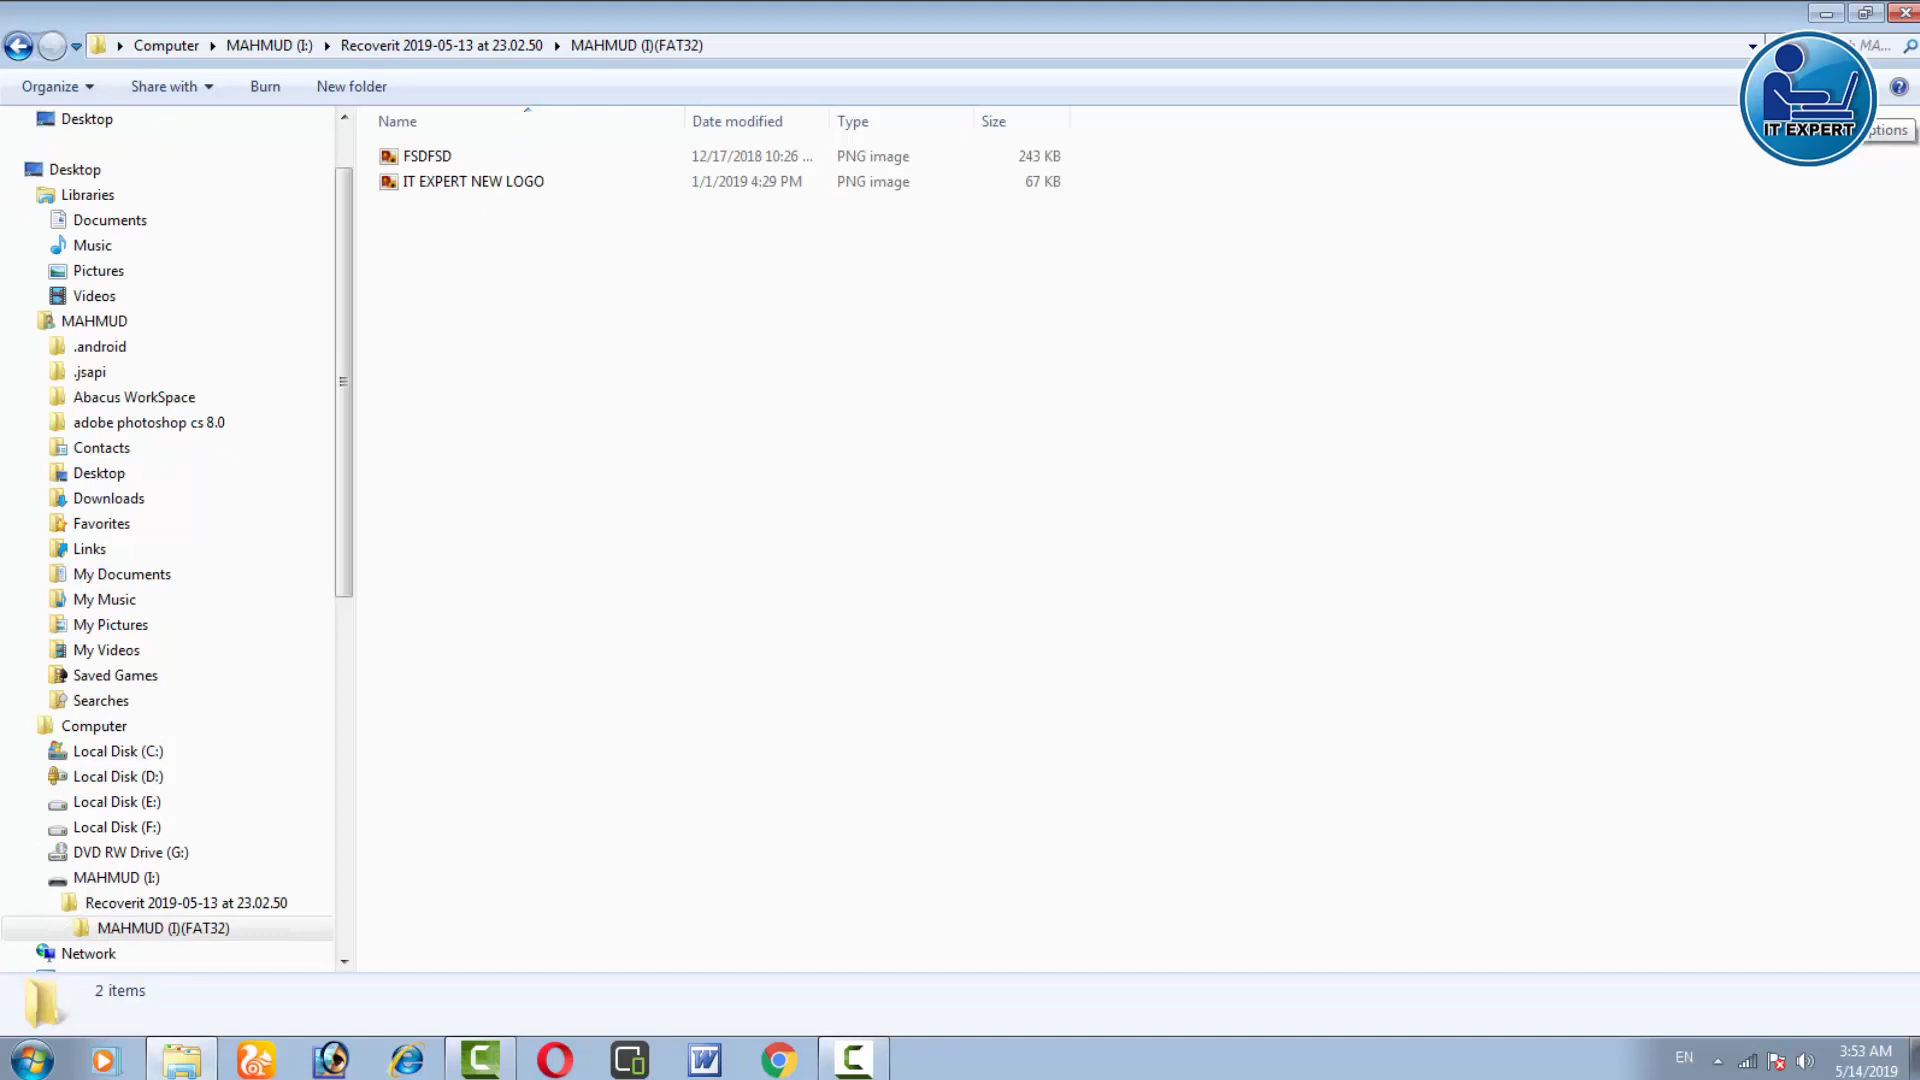 Computer MAHMUD (I:) Recoverit 2019-05-13 at 23.02.50 MAHMUD (I)(FAT32)
MA...
Organize Share with Burn New folder
IT EXPERT
ptions
Name Date modified Type Size
FSDFSD 12/17/2018 10:26 ... PNG image 243 KB
IT EXPERT NEW LOGO 1/1/2019 4:29 PM PNG image 67 KB
Desktop
Desktop
Libraries
Documents
Music
Pictures
Videos
MAHMUD
.android
.jsapi
Abacus WorkSpace
adobe photoshop cs 8.0
Contacts
Desktop
Downloads
Favorites
Links
My Documents
My Music
My Pictures
My Videos
Saved Games
Searches
Computer
Local Disk (C:)
Local Disk (D:)
Local Disk (E:)
Local Disk (F:)
DVD RW Drive (G:)
MAHMUD (I:)
Recoverit 2019-05-13 at 23.02.50
MAHMUD (I)(FAT32)
Network
2 items
EN
3:53 AM
5/14/2019